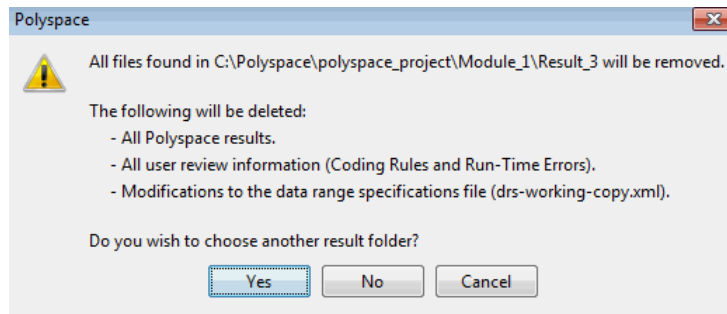 Polyspace
All files found in C:\Polyspace\polyspace_project\Module_1\Result_3 will be removed.
The following will be deleted:
- All Polyspace results.
- All user review information (Coding Rules and Run-Time Errors).
- Modifications to the data range specifications file (drs-working-copy.xml).
Do you wish to choose another result folder?
Yes No Cancel